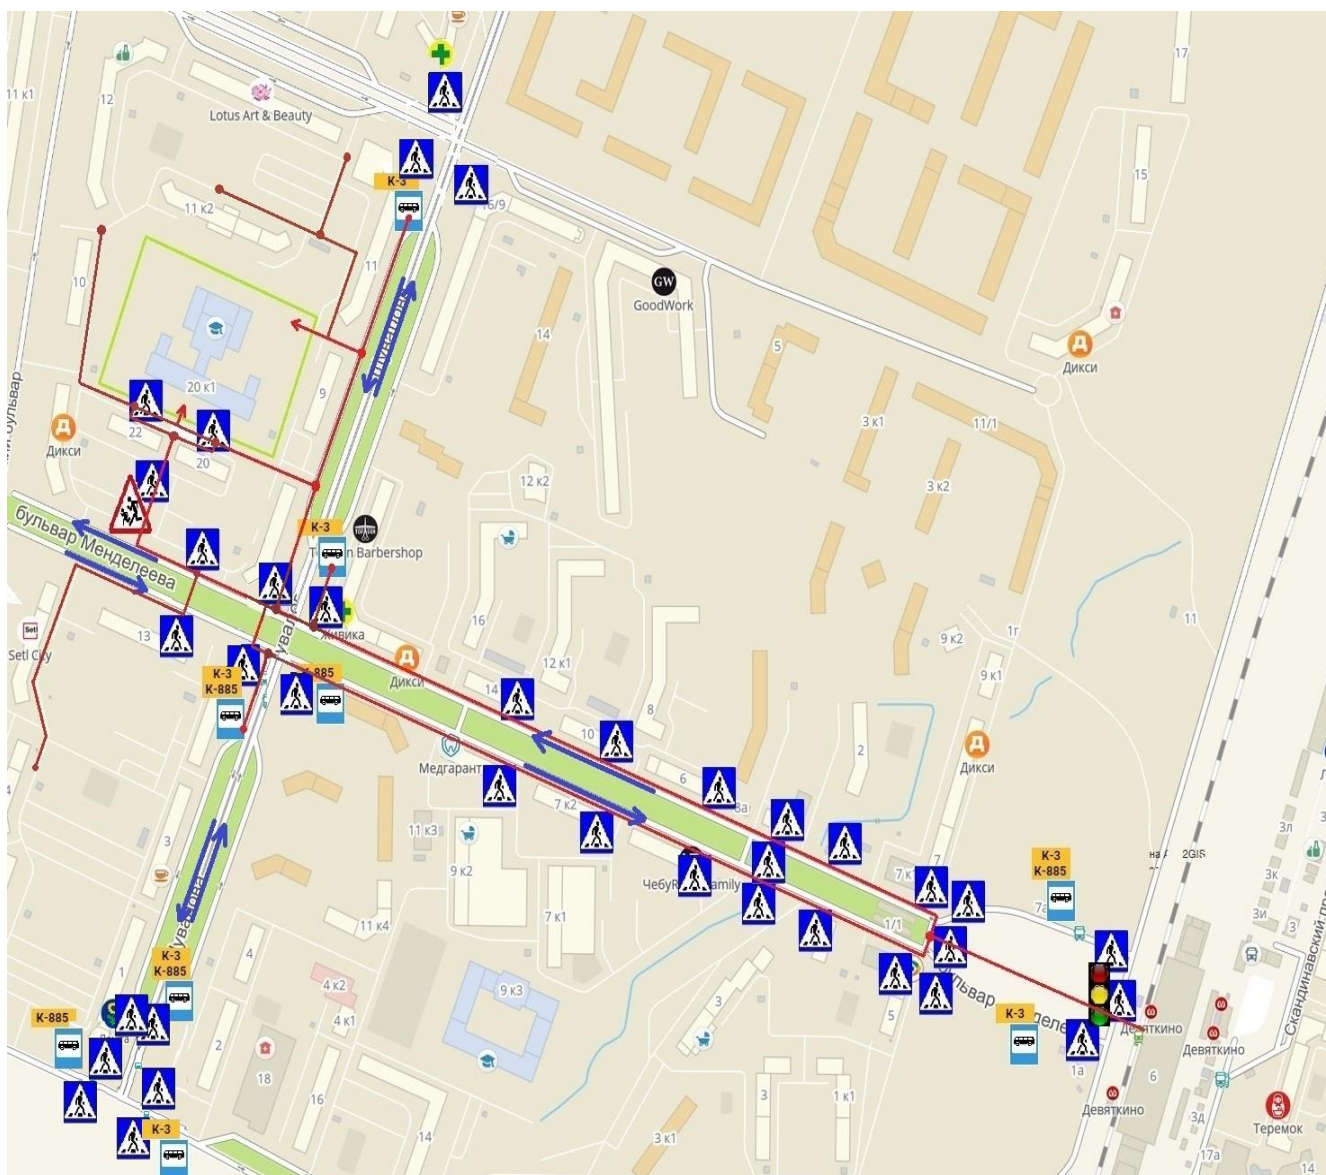 17
11 к1
12
Lotus Art & Beauty
15
К-3
16/9
11 к2
10
11
GoodWork
14
5
Дикси
20 к1
9
3 к1
11/1
22
Дикси
20
12 к2
3 к2
К-3
бульвар Менделеева
11
16
1г
Живика
13
9 к2
Setl City
12 к1
К-3
К-885
Дикси
9 к1
14
8
10
2
Дикси
Медгарант
6
8а
7 к2
3
11 к3
7
3л
К-3
К-885
9 к2
7 к1
3к
7а
11 к4
3и
1/1
4
1
К-3
К-885
4 к2
9 к3
3
К-3
Девяткино
К-885
4 к1
5
Девяткино
2
18
1а
6
Скандинавский
16
3
1 к1
Девяткино
3д
Теремок
К-3
14
3 к1
17а
14